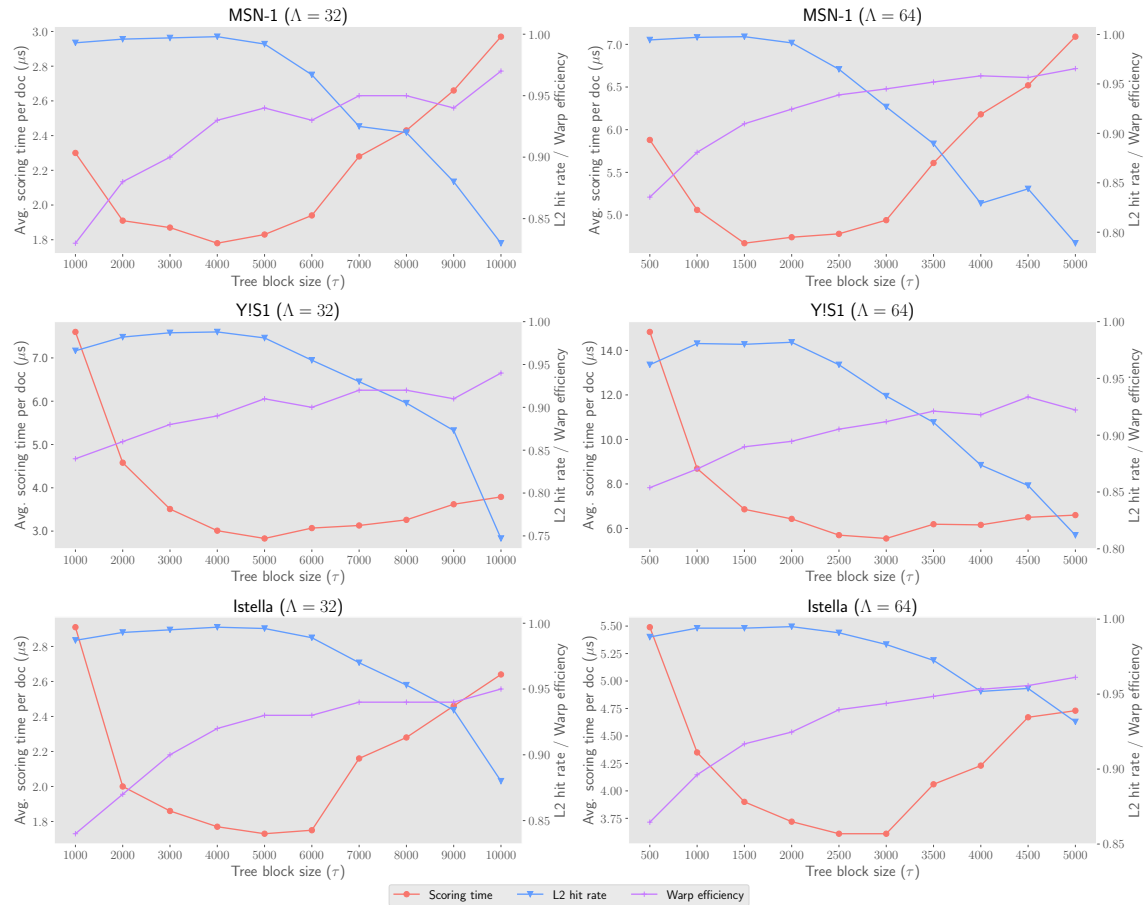 MSN-1 (Λ = 32)
Avg. scoring time per doc (μs)
3.0
2.8
2.6
2.4
2.2
2.0
1.8
1.00
0.95
0.90
0.85
L2 hit rate / Warp efficiency
1000 2000 3000 4000 5000 6000 7000 8000 9000 10000
Tree block size (τ)
MSN-1 (Λ = 64)
Avg. scoring time per doc (μs)
7.0
6.5
6.0
5.5
5.0
1.00
0.95
0.90
0.85
0.80
L2 hit rate / Warp efficiency
500 1000 1500 2000 2500 3000 3500 4000 4500 5000
Tree block size (τ)
Y!S1 (Λ = 32)
Avg. scoring time per doc (μs)
7.0
6.0
5.0
4.0
3.0
1.00
0.95
0.90
0.85
0.80
0.75
L2 hit rate / Warp efficiency
1000 2000 3000 4000 5000 6000 7000 8000 9000 10000
Tree block size (τ)
Y!S1 (Λ = 64)
Avg. scoring time per doc (μs)
14.0
12.0
10.0
8.0
6.0
1.00
0.95
0.90
0.85
0.80
L2 hit rate / Warp efficiency
500 1000 1500 2000 2500 3000 3500 4000 4500 5000
Tree block size (τ)
Istella (Λ = 32)
Avg. scoring time per doc (μs)
2.8
2.6
2.4
2.2
2.0
1.8
1.00
0.95
0.90
0.85
L2 hit rate / Warp efficiency
1000 2000 3000 4000 5000 6000 7000 8000 9000 10000
Tree block size (τ)
Istella (Λ = 64)
Avg. scoring time per doc (μs)
5.50
5.25
5.00
4.75
4.50
4.25
4.00
3.75
1.00
0.95
0.90
0.85
L2 hit rate / Warp efficiency
500 1000 1500 2000 2500 3000 3500 4000 4500 5000
Tree block size (τ)
Scoring time L2 hit rate Warp efficiency